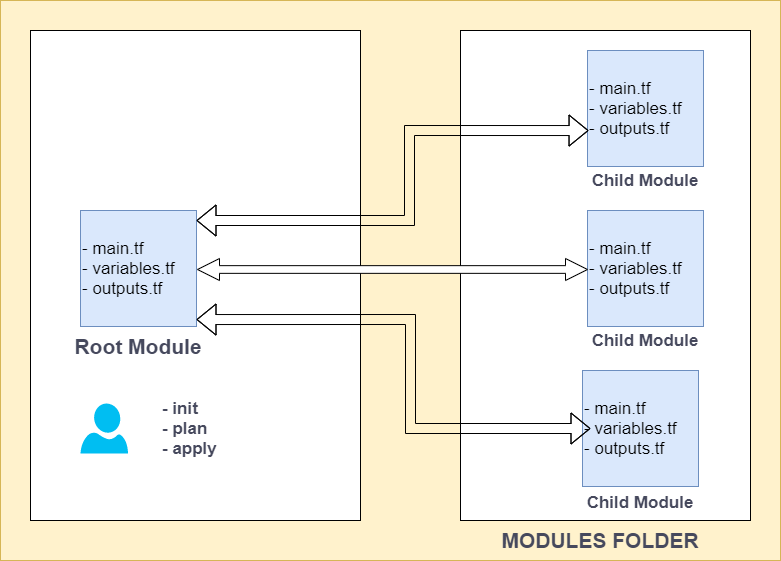 - main.tf
- variables.tf
- outputs.tf
Root Module
- init
- plan
- apply
- main.tf
- variables.tf
- outputs.tf
Child Module
- main.tf
- variables.tf
- outputs.tf
Child Module
- main.tf
- variables.tf
- outputs.tf
Child Module
MODULES FOLDER